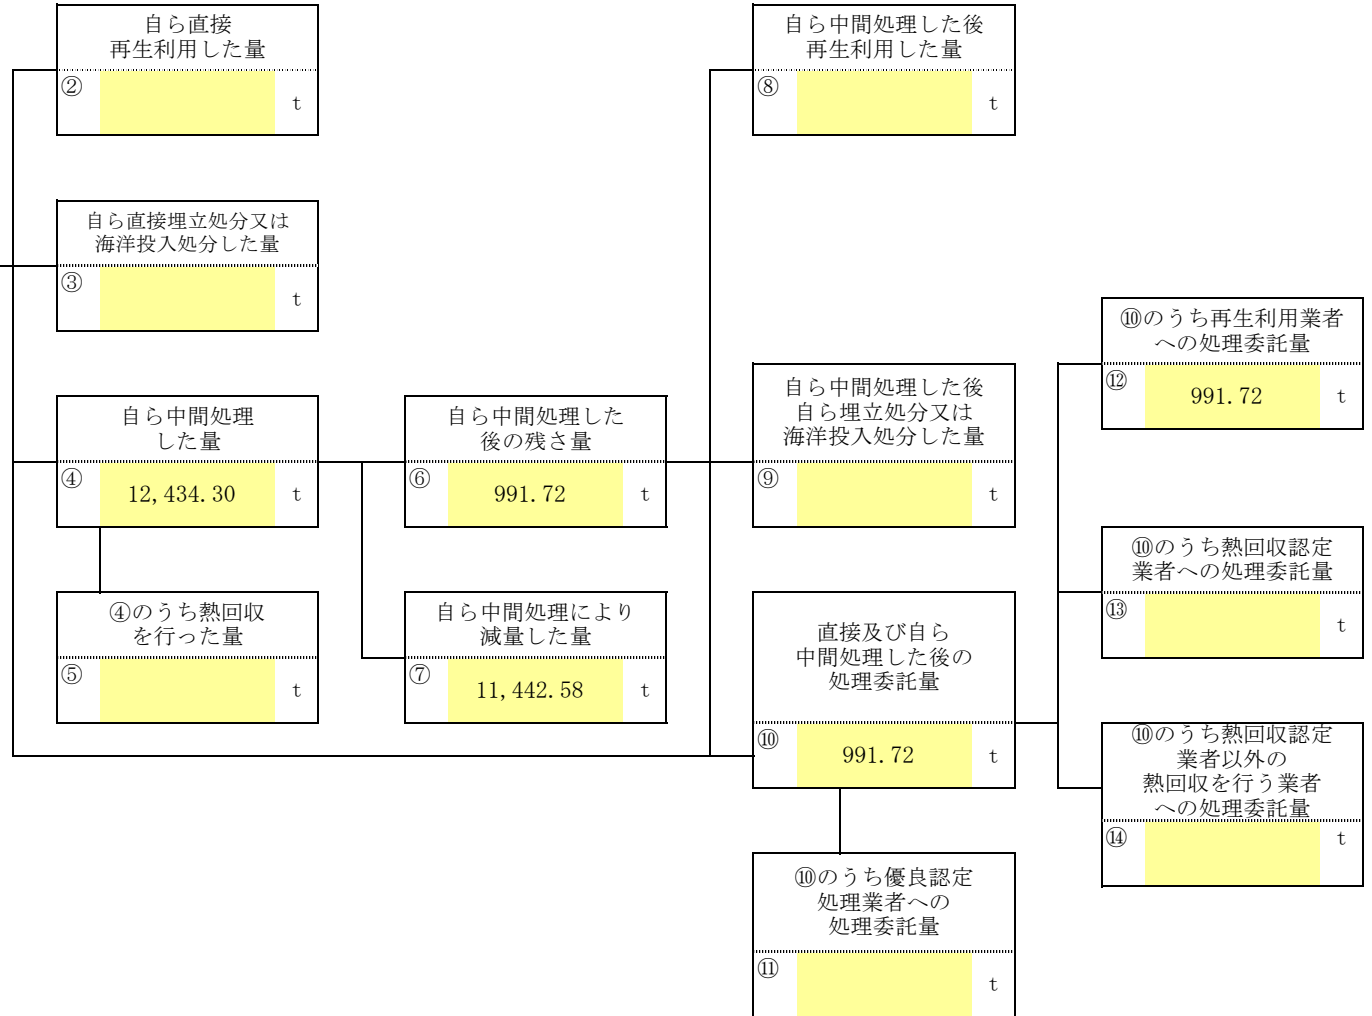 自ら直接
再生利用した量
②
t
自ら直接埋立処分又は
海洋投入処分した量
③
t
自ら中間処理
した量
④ 12,434.30 t
④のうち熱回収
を行った量
⑤
t
自ら中間処理した
後の残さ量
⑥ 991.72 t
自ら中間処理により
減量した量
⑦ 11,442.58 t
自ら中間処理した後
再生利用した量
⑧
t
自ら中間処理した後
自ら埋立処分又は
海洋投入処分した量
⑨
t
直接及び自ら
中間処理した後の
処理委託量
⑩ 991.72 t
⑩のうち優良認定
処理業者への
処理委託量
⑪
t
⑩のうち再生利用業者
への処理委託量
⑫ 991.72 t
⑩のうち熱回収認定
業者への処理委託量
⑬
t
⑩のうち熱回収認定
業者以外の
熱回収を行う業者
への処理委託量
⑭ t